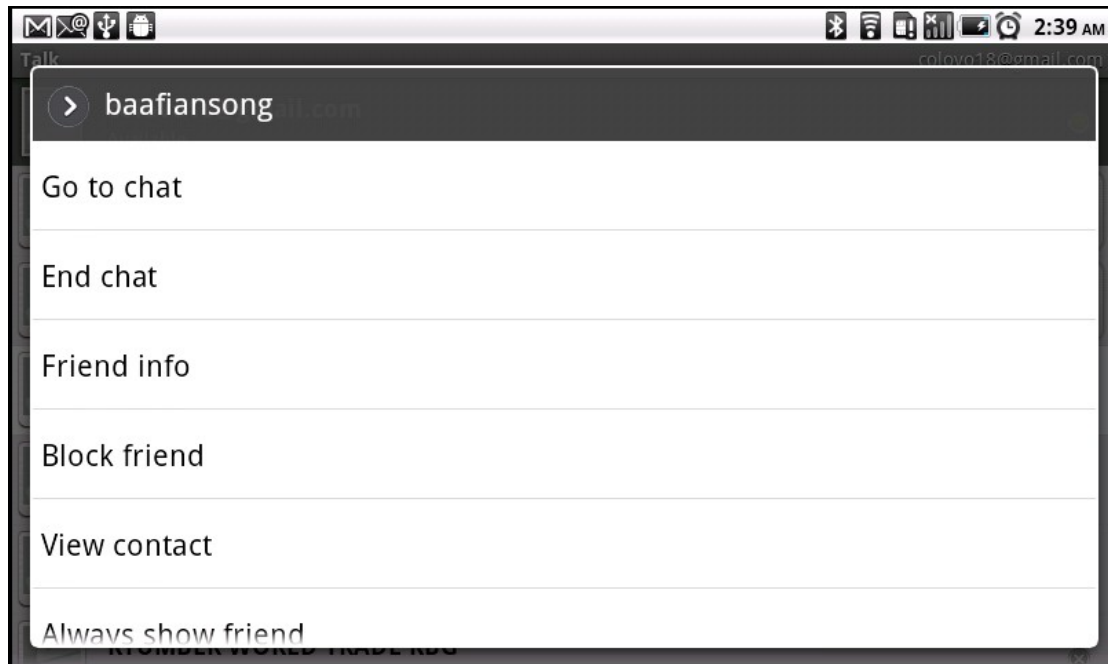 2:39 AM
Talk
colovo18@gmail.com
baafiansong
Go to chat
End chat
Friend info
Block friend
View contact
Always show friend